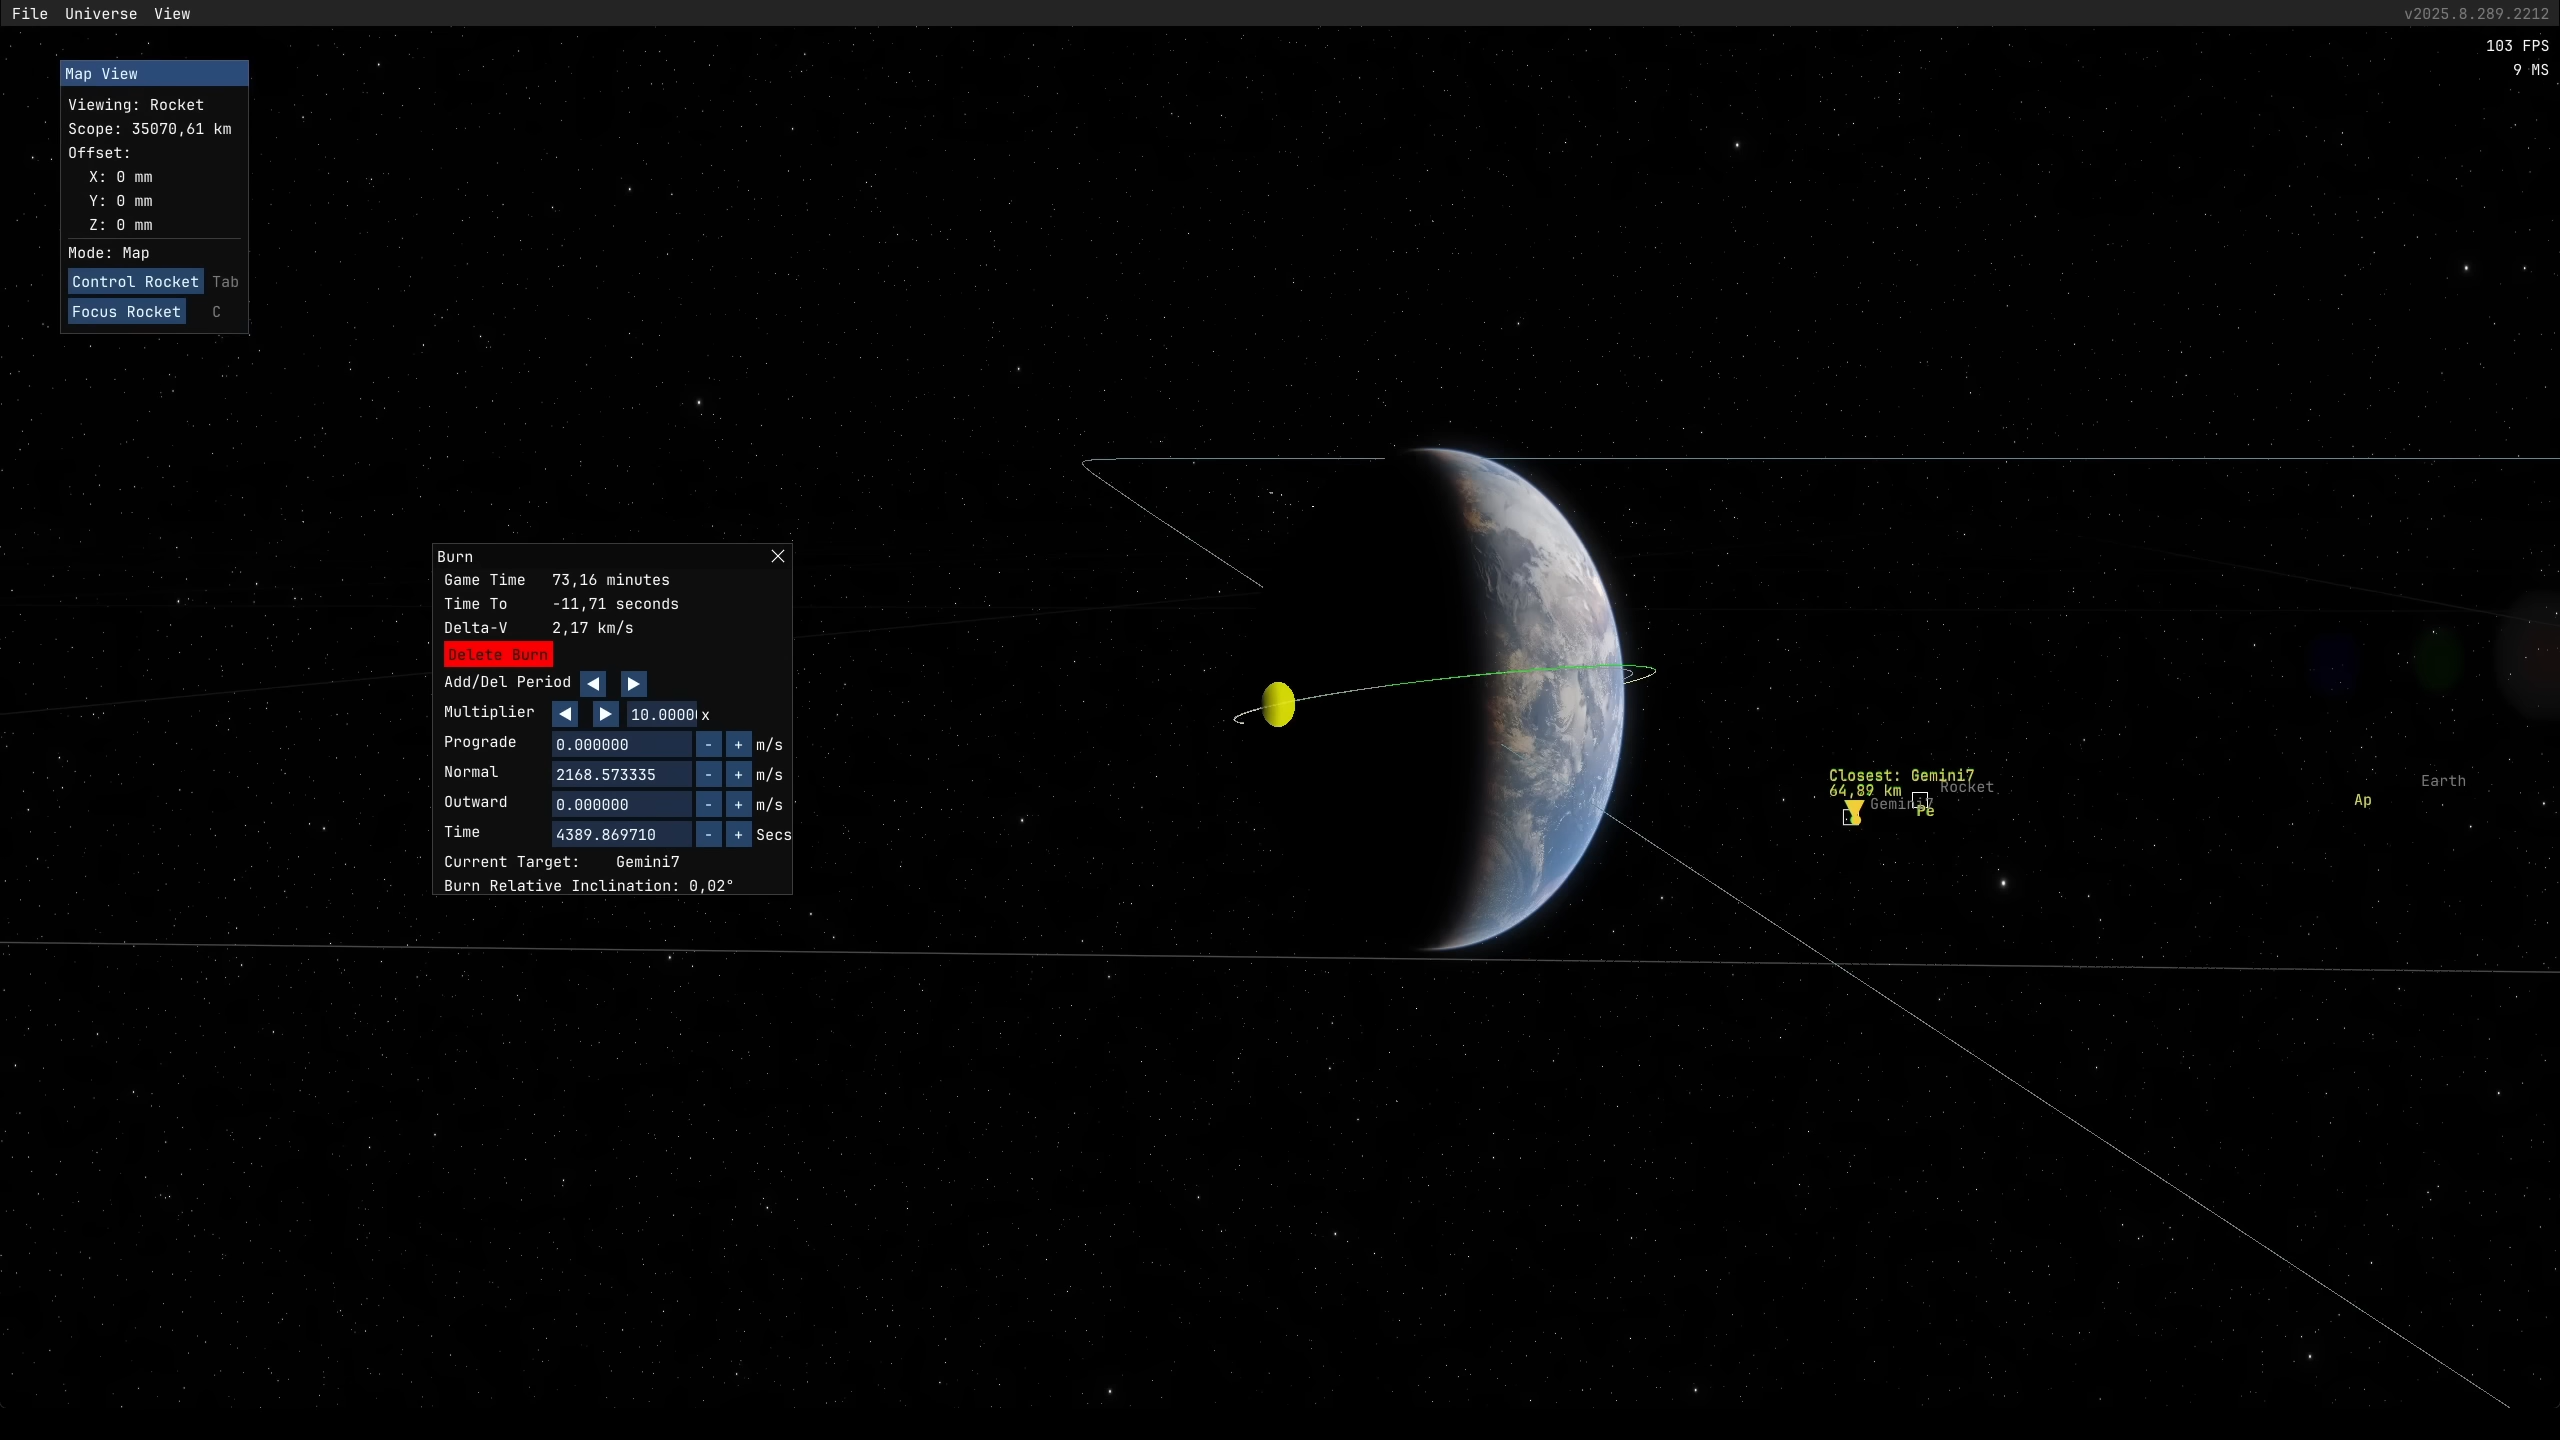 File Universe View
v2025.8.289.2212
103 FPS
9 MS
Map View
Viewing: Rocket
Scope: 35070,61 km
Offset:
X: 0 mm
Y: 0 mm
Z: 0 mm
Mode: Map
Control Rocket Tab
Focus Rocket C
Burn
Game Time 73,16 minutes
Time To -11,71 seconds
Delta-V 2,17 km/s
Delete Burn
Add/Del Period
Multiplier 10.0000 x
Prograde 0.000000 - + m/s
Normal 2168.573335 - + m/s
Outward 0.000000 - + m/s
Time 4389.869710 - + Secs
Current Target: Gemini7
Burn Relative Inclination: 0,02°
Closest: Gemini7
64,89 km
Rocket
Gemini7
Pe
Ap
Earth